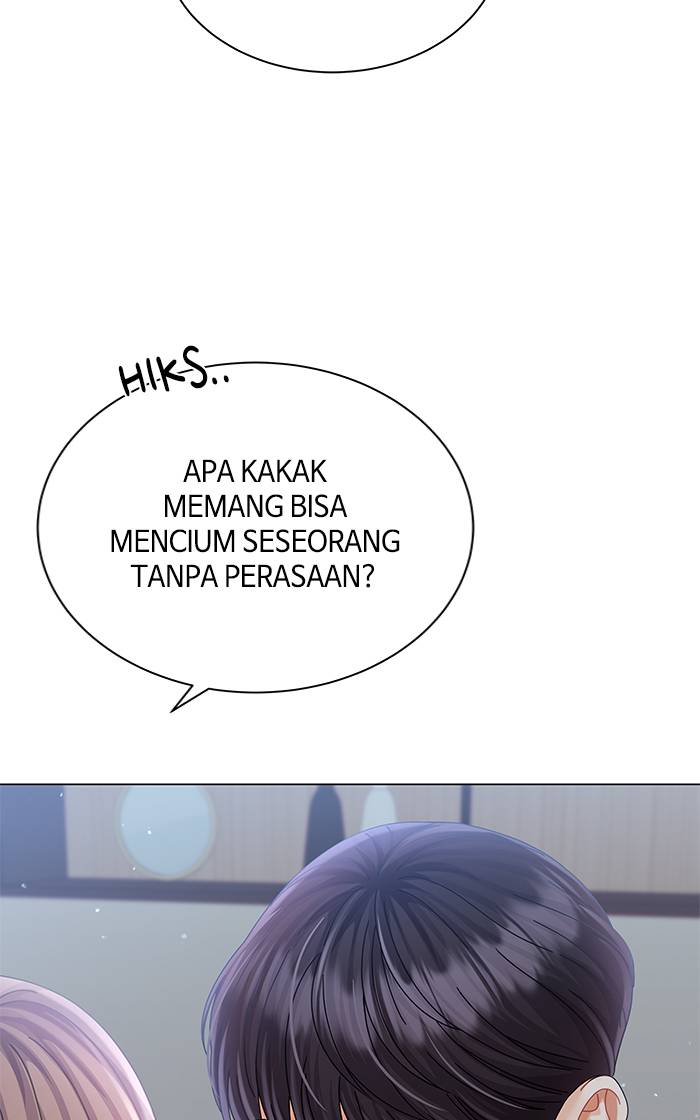 HIKS..
APA KAKAK
MEMANG BISA
MENCIUM SESEORANG
TANPA PERASAAN?